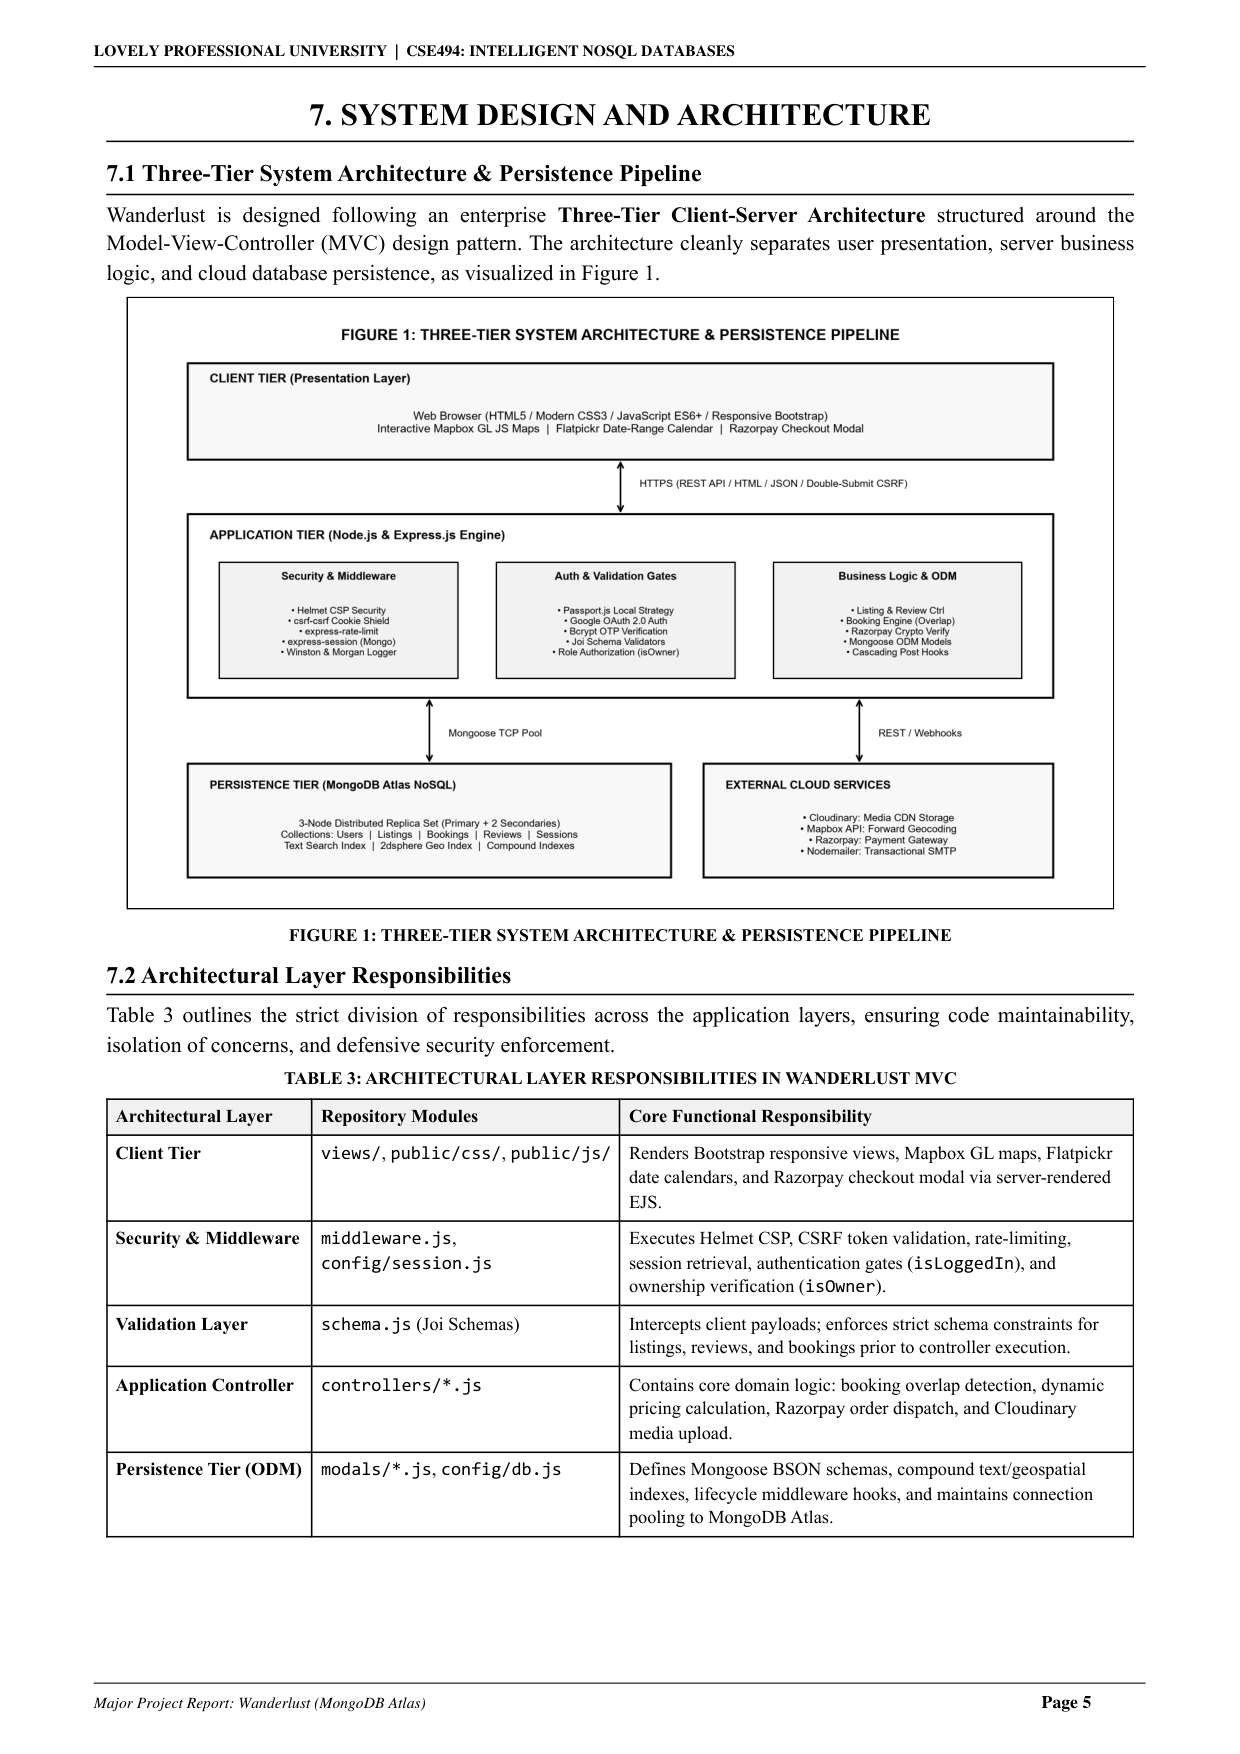 LOVELY PROFESSIONAL UNIVERSITY | CSE494: INTELLIGENT NOSQL DATABASES
7. SYSTEM DESIGN AND ARCHITECTURE
7.1 Three-Tier System Architecture & Persistence Pipeline
Wanderlust is designed following an enterprise Three-Tier Client-Server Architecture structured around the
Model-View-Controller (MVC) design pattern. The architecture cleanly separates user presentation, server business
logic, and cloud database persistence, as visualized in Figure 1.
FIGURE 1: THREE-TIER SYSTEM ARCHITECTURE & PERSISTENCE PIPELINE
CLIENT TIER (Presentation Layer)
Web Browser (HTML5 / Modern CSS3 / JavaScript ES6+ / Responsive Bootstrap)
Interactive Mapbox GL JS Maps | Flatpickr Date-Range Calendar | Razorpay Checkout Modal
HTTPS (REST API / HTML / JSON / Double-Submit CSRF)
APPLICATION TIER (Node.js & Express.js Engine)
Security & Middleware
• Helmet CSP Security
• csrf-csrf Cookie Shield
• express-rate-limit
• express-session (Mongo)
• Winston & Morgan Logger
Auth & Validation Gates
• Passport.js Local Strategy
• Google OAuth 2.0 Auth
• Bcrypt OTP Verification
• Joi Schema Validators
• Role Authorization (isOwner)
Business Logic & ODM
• Listing & Review Ctrl
• Booking Engine (Overlap)
• Razorpay Crypto Verify
• Mongoose ODM Models
• Cascading Post Hooks
Mongoose TCP Pool
REST / Webhooks
PERSISTENCE TIER (MongoDB Atlas NoSQL)
3-Node Distributed Replica Set (Primary + 2 Secondaries)
Collections: Users | Listings | Bookings | Reviews | Sessions
Text Search Index | 2dsphere Geo Index | Compound Indexes
EXTERNAL CLOUD SERVICES
• Cloudinary: Media CDN Storage
• Mapbox API: Forward Geocoding
• Razorpay: Payment Gateway
• Nodemailer: Transactional SMTP
FIGURE 1: THREE-TIER SYSTEM ARCHITECTURE & PERSISTENCE PIPELINE
7.2 Architectural Layer Responsibilities
Table 3 outlines the strict division of responsibilities across the application layers, ensuring code maintainability,
isolation of concerns, and defensive security enforcement.
TABLE 3: ARCHITECTURAL LAYER RESPONSIBILITIES IN WANDERLUST MVC
Architectural Layer Repository Modules Core Functional Responsibility
Client Tier views/, public/css/, public/js/ Renders Bootstrap responsive views, Mapbox GL maps, Flatpickr
date calendars, and Razorpay checkout modal via server-rendered
EJS.
Security & Middleware middleware.js, Executes Helmet CSP, CSRF token validation, rate-limiting,
config/session.js session retrieval, authentication gates (isLoggedIn), and
ownership verification (isOwner).
Validation Layer schema.js (Joi Schemas) Intercepts client payloads; enforces strict schema constraints for
listings, reviews, and bookings prior to controller execution.
Application Controller controllers/*.js Contains core domain logic: booking overlap detection, dynamic
pricing calculation, Razorpay order dispatch, and Cloudinary
media upload.
Persistence Tier (ODM) modals/*.js, config/db.js Defines Mongoose BSON schemas, compound text/geospatial
indexes, lifecycle middleware hooks, and maintains connection
pooling to MongoDB Atlas.
Major Project Report: Wanderlust (MongoDB Atlas) Page 5